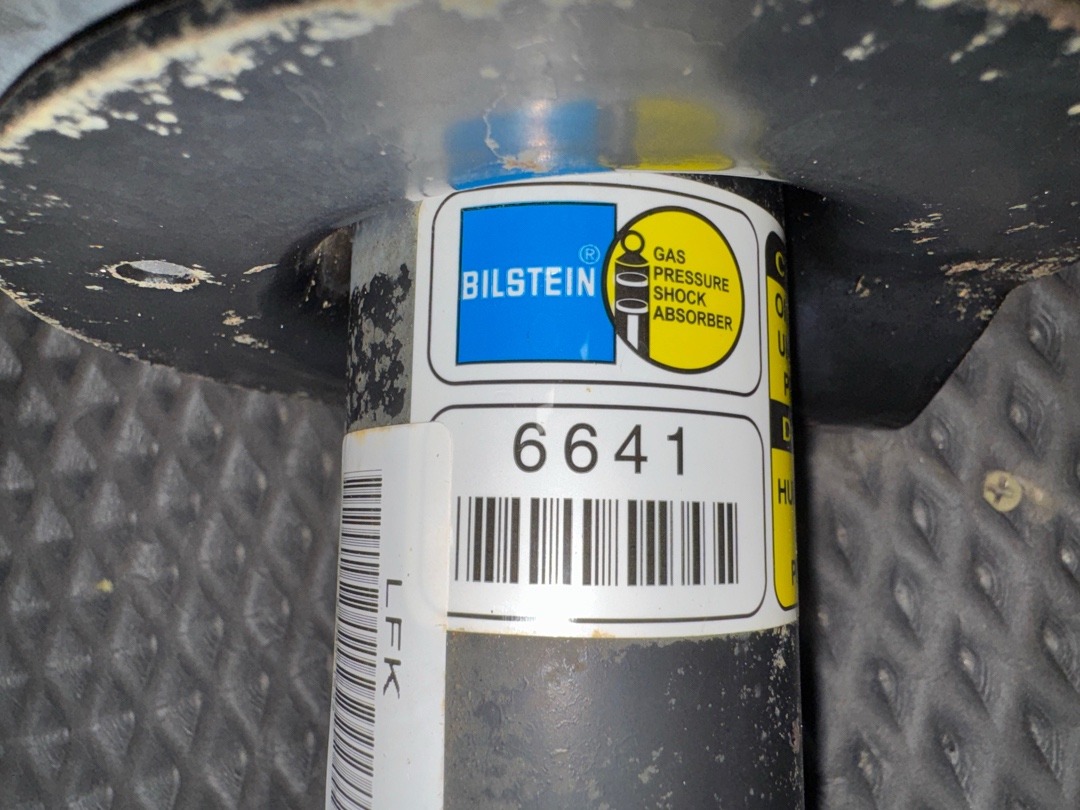 BILSTEIN®
GAS
PRESSURE
SHOCK
ABSORBER
6641
LFK